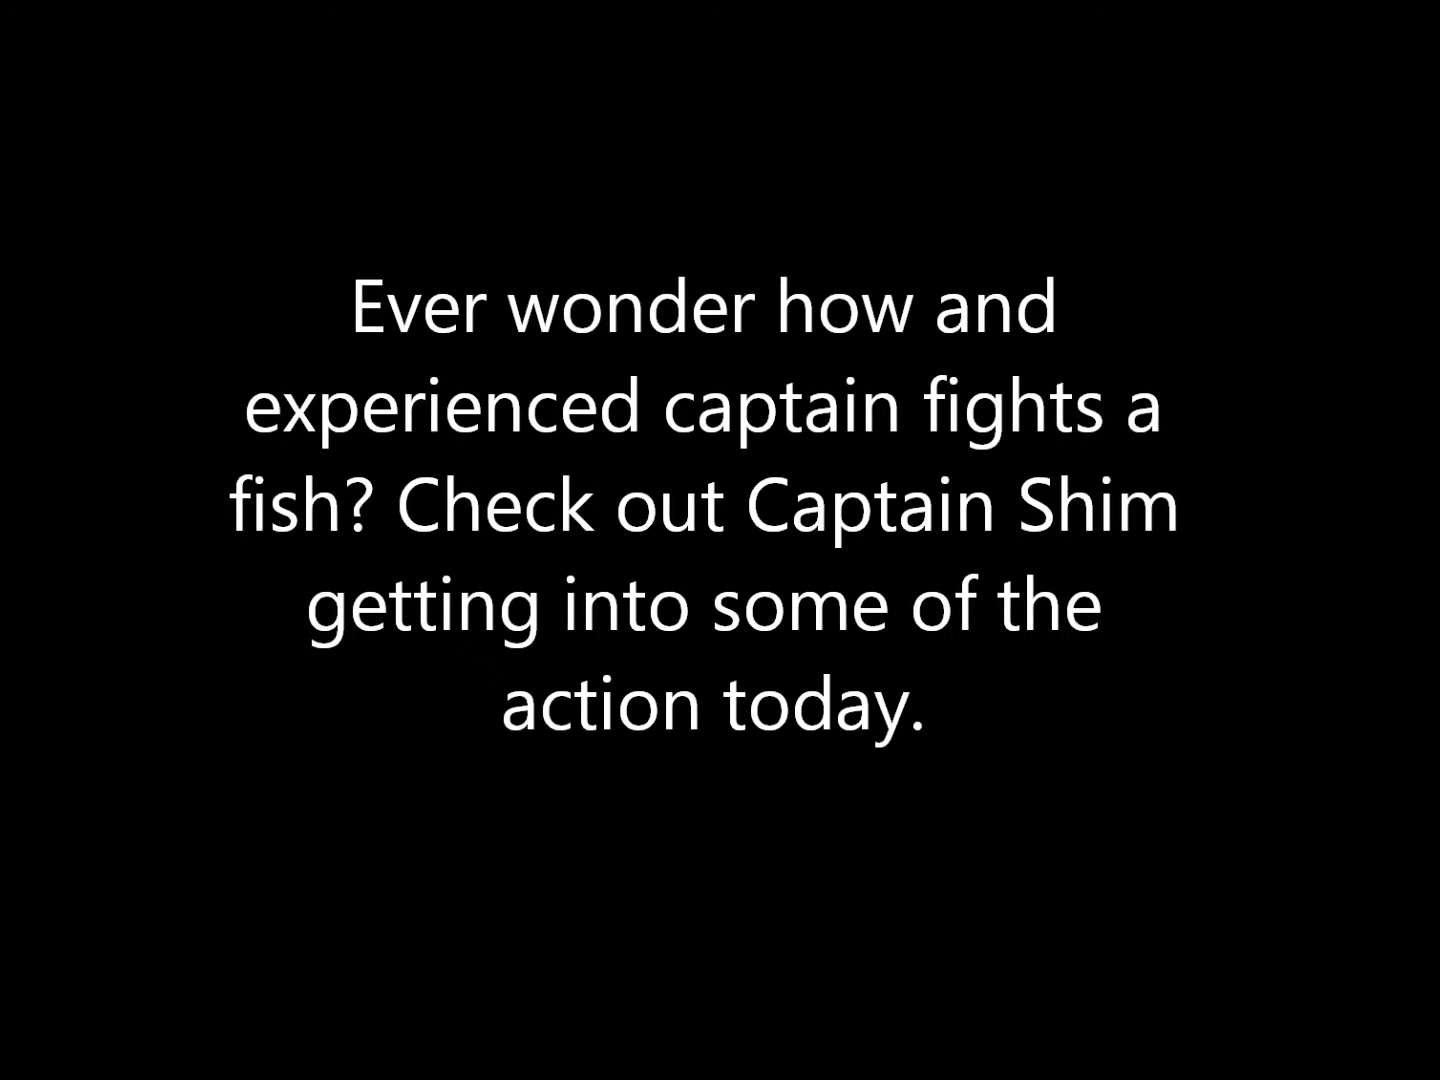 Ever wonder how and
experienced captain fights a
fish? Check out Captain Shim
getting into some of the
action today.